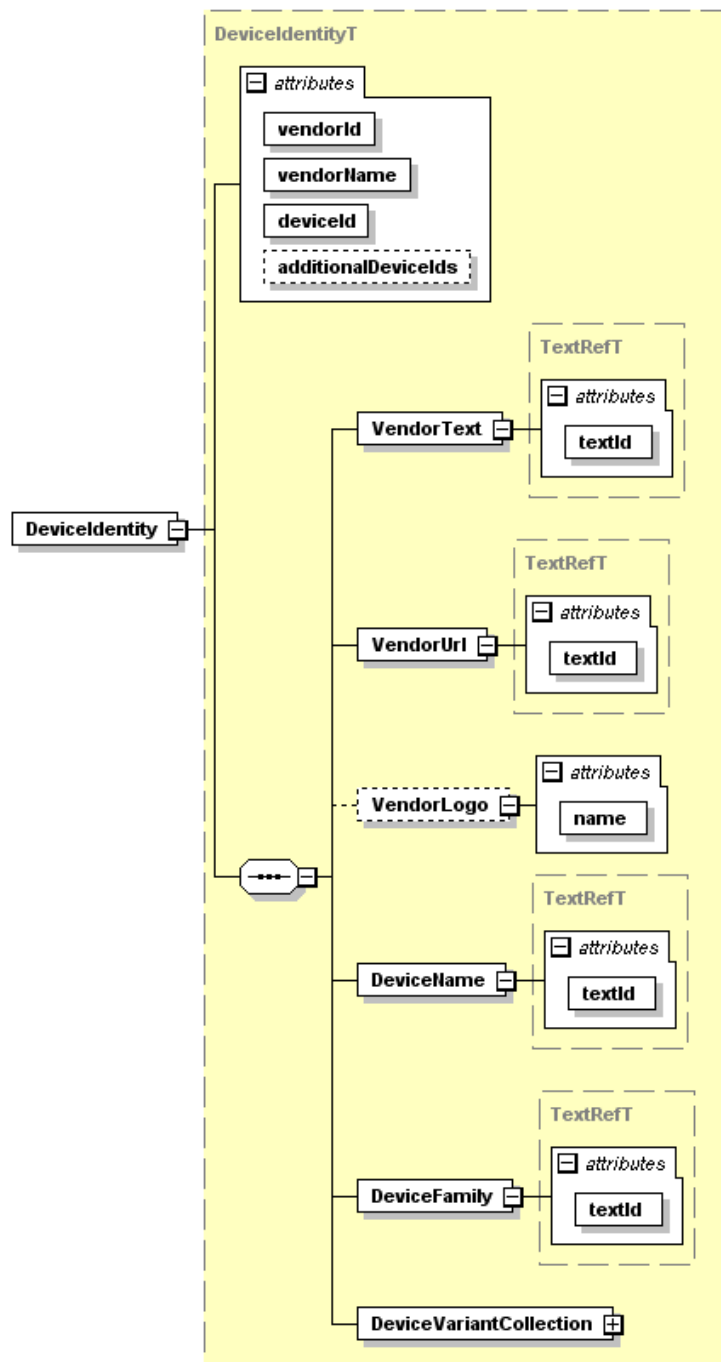 DeviceIdentityT
attributes
vendorId
vendorName
deviceId
additionalDeviceIds
TextRefT
attributes
VendorText
textId
DeviceIdentity
TextRefT
attributes
VendorUrl
textId
attributes
VendorLogo
name
TextRefT
attributes
DeviceName
textId
TextRefT
attributes
DeviceFamily
textId
DeviceVariantCollection